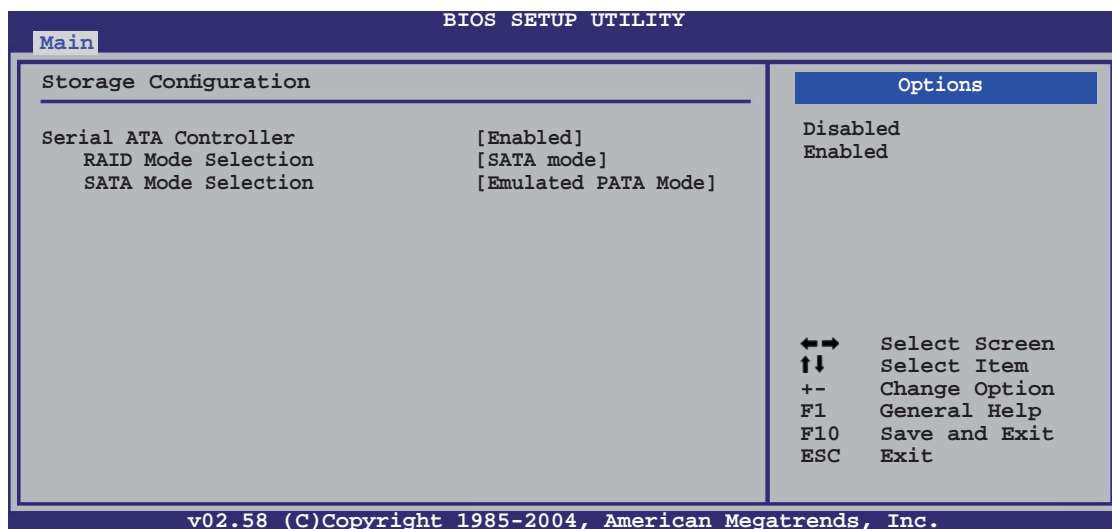 BIOS SETUP UTILITY
Main
Storage Configuration
Serial ATA Controller [Enabled]
RAID Mode Selection [SATA mode]
SATA Mode Selection [Emulated PATA Mode]
Options
Disabled
Enabled
←→ Select Screen
↑↓ Select Item
+- Change Option
F1 General Help
F10 Save and Exit
ESC Exit
v02.58 (C)Copyright 1985-2004, American Megatrends, Inc.